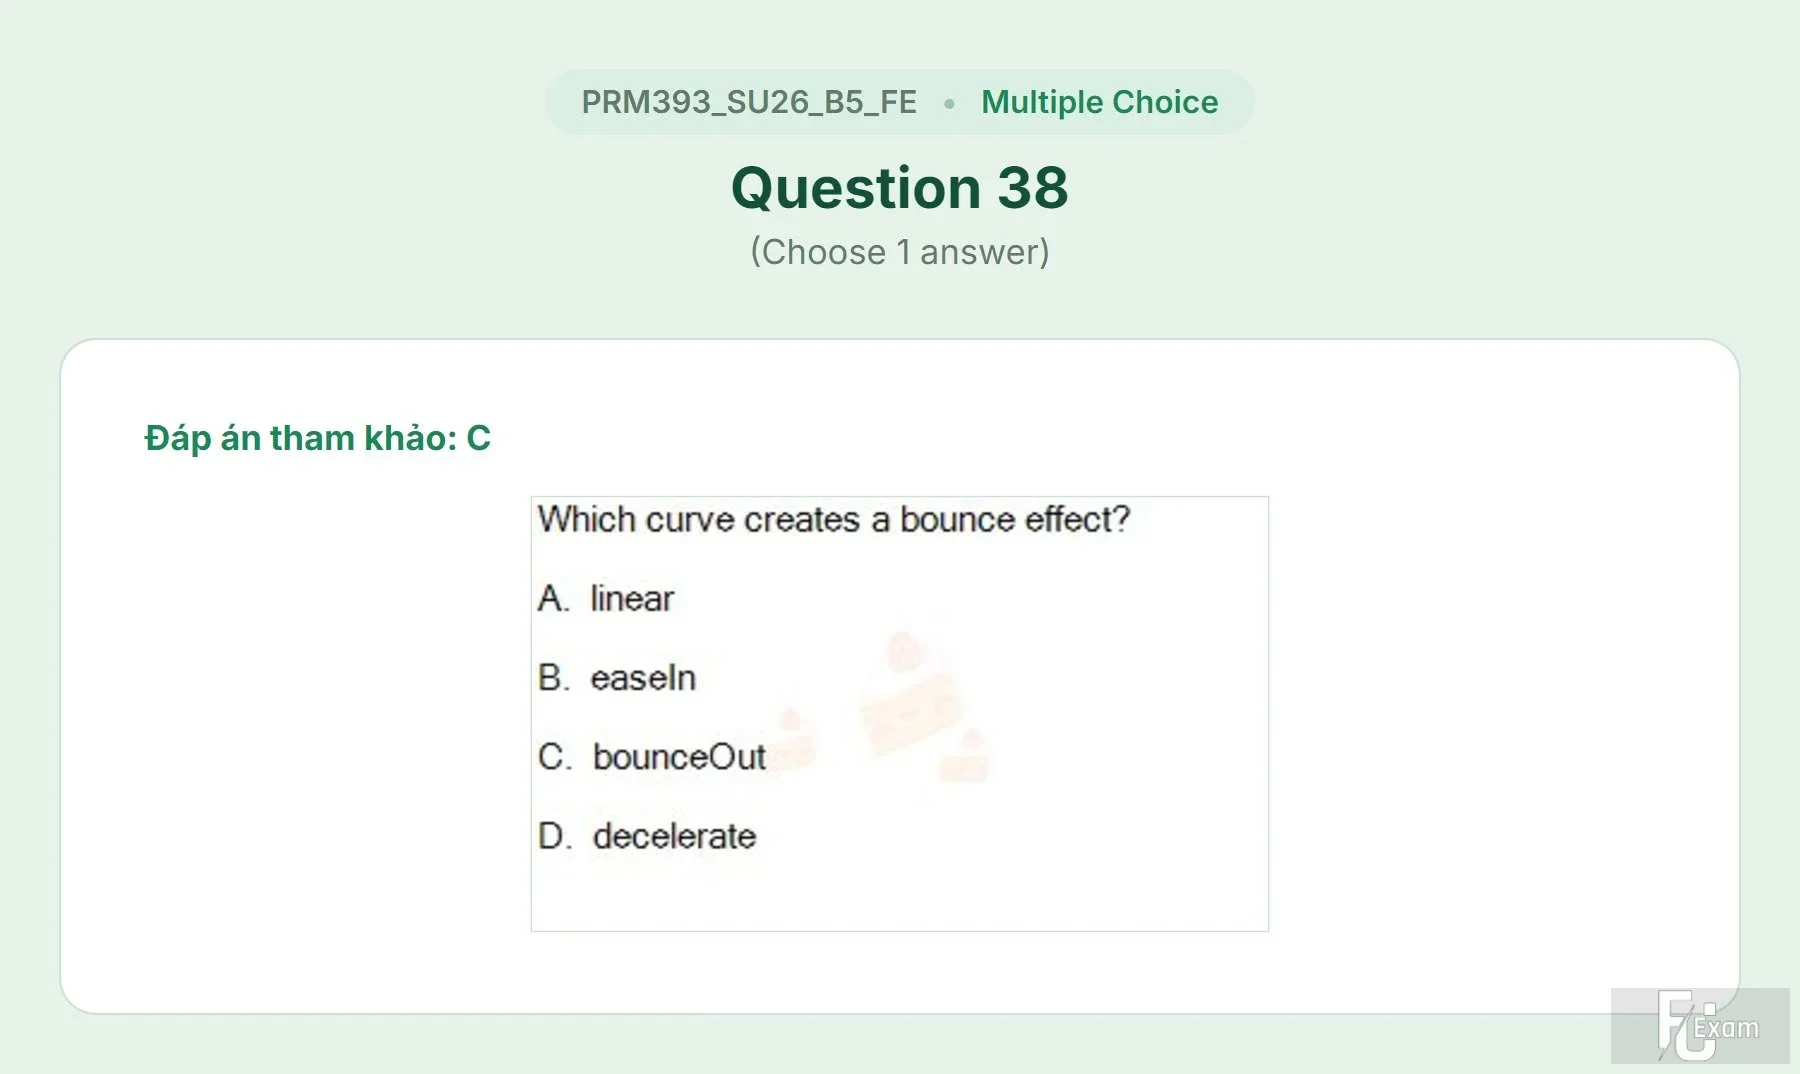 PRM393_SU26_B5_FE • Multiple Choice
Question 38
(Choose 1 answer)
Đáp án tham khảo: C
Which curve creates a bounce effect?
A. linear
B. easeIn
C. bounceOut
D. decelerate
FU Exam